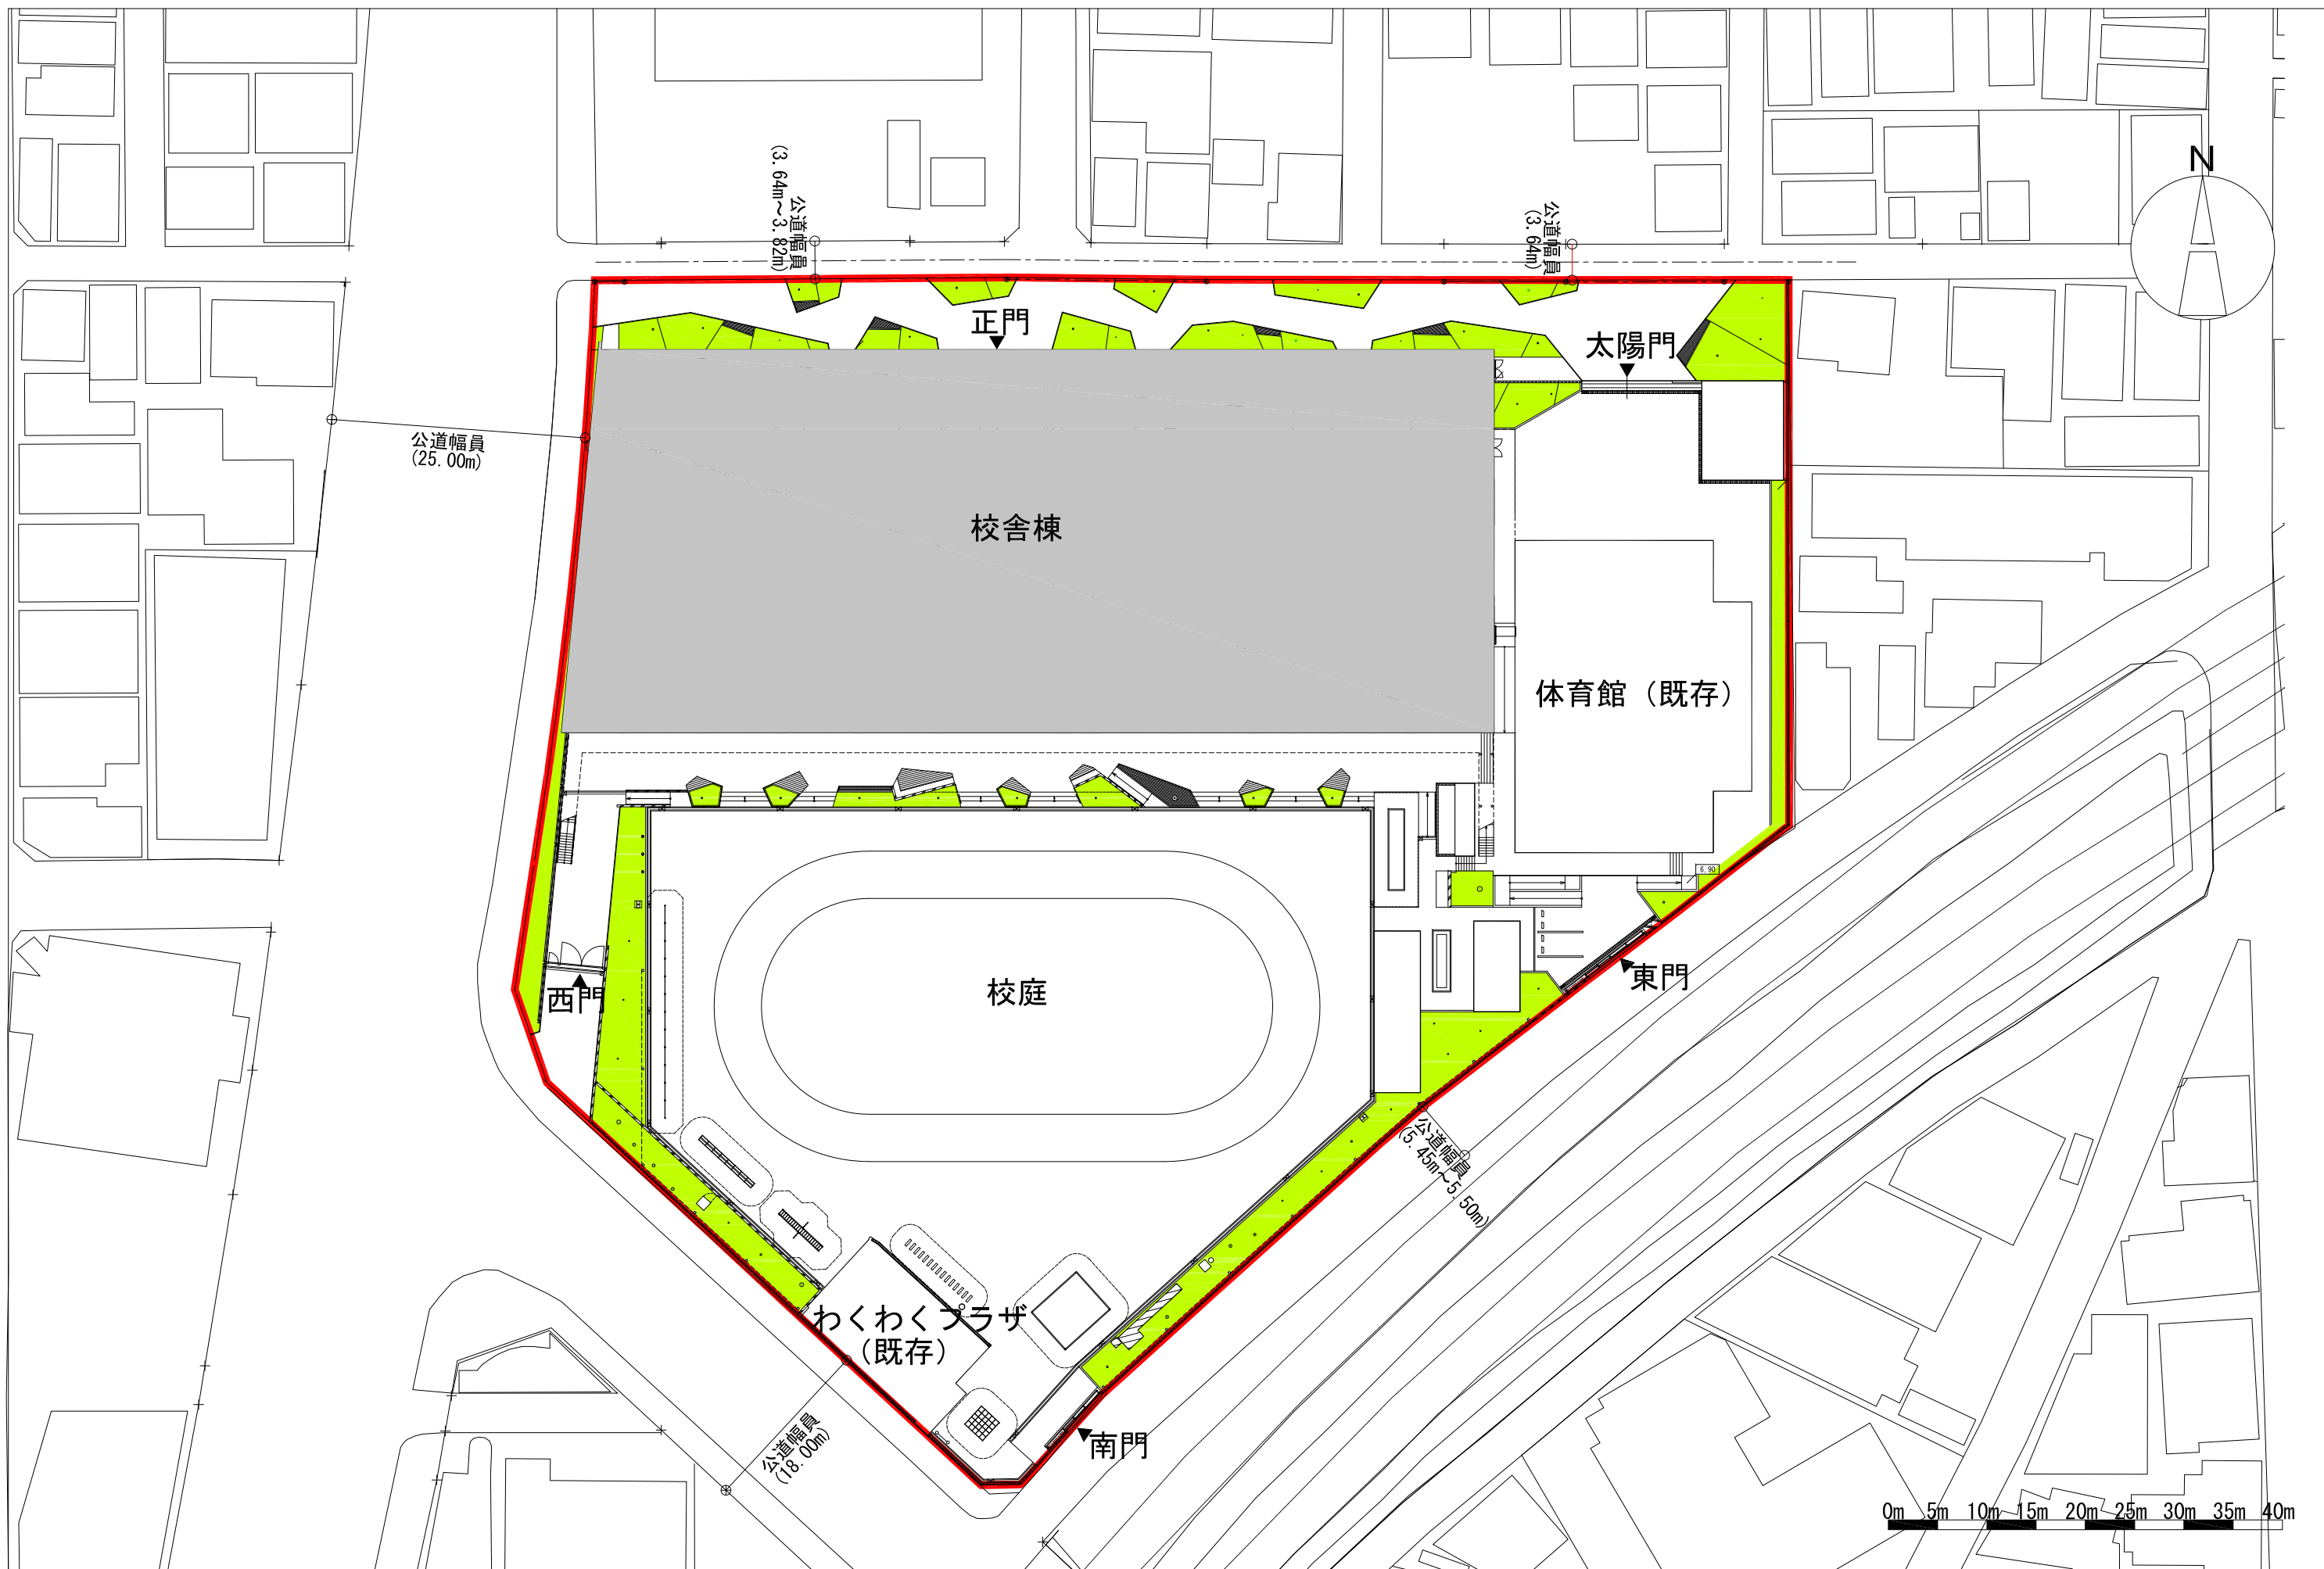 公道幅員
(3.64m~3.82m)
公道幅員
(3.64m)
N
正門
太陽門
公道幅員
(25.00m)
校舎棟
体育館（既存）
6.90
西門
校庭
東門
公道幅員
(5.45m~5.50m)
わくわくプラザ
（既存）
公道幅員
(18.00m)
南門
0m 5m 10m 15m 20m 25m 30m 35m 40m